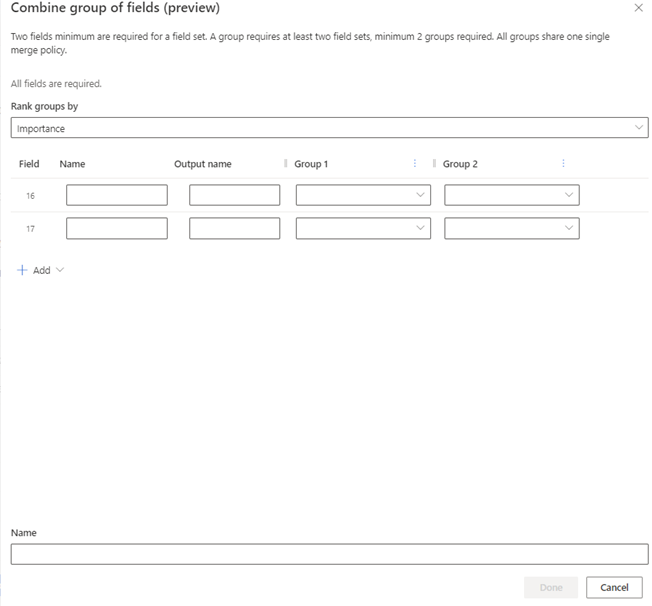 Combine group of fields (preview)
Two fields minimum are required for a field set. A group requires at least two field sets, minimum 2 groups required. All groups share one single
merge policy.
All fields are required.
Rank groups by
Importance
Field Name Output name Group 1 Group 2
16
17
Add
Name
Done Cancel